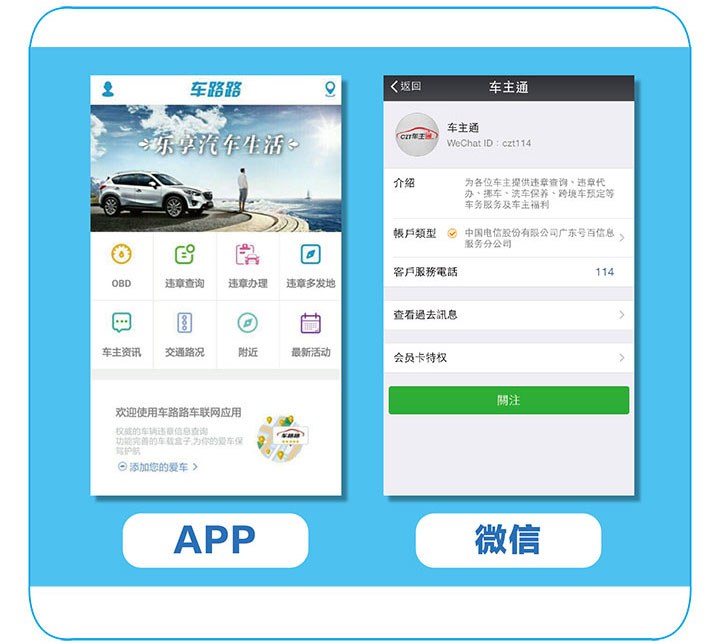 车路路
乐享汽车生活
OBD
违章查询
违章办理
违章多发地
车主资讯
交通路况
附近
最新活动
欢迎使用车路路车联网应用
权威的车辆违章信息查询
功能完善的车载盒子,为你的爱车保
驾护航
添加您的爱车
车路路
APP
返回
车主通
CZT车主通
车主通
WeChat ID：czt114
介紹
为各位车主提供违章查询、违章代
办、挪车、洗车保养、跨境车预定等
车务服务及车主福利
帳戶類型
中国电信股份有限公司广东号百信息
服务分公司
客戶服務電話
114
查看過去訊息
会员卡特权
關注
微信